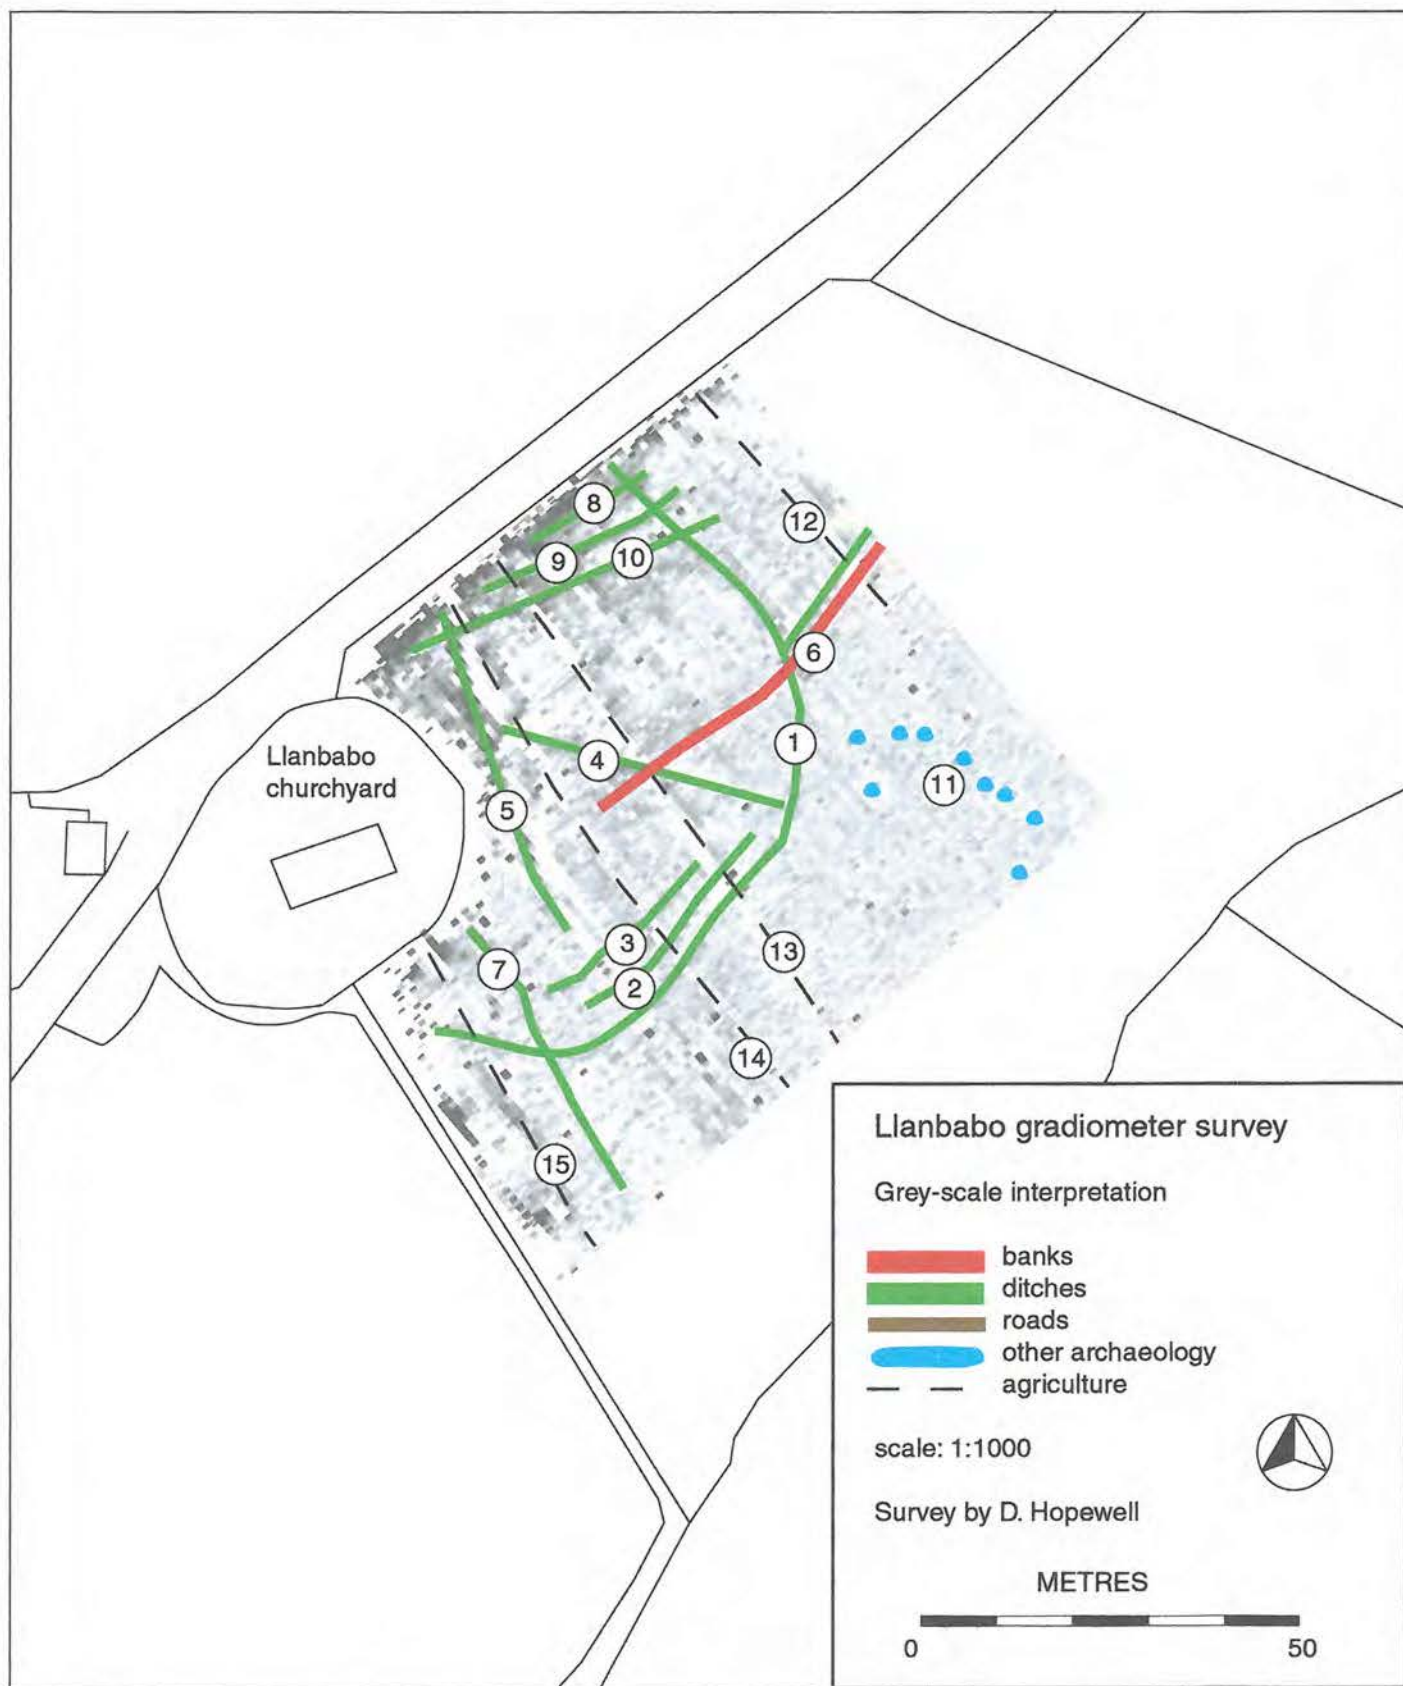 8
12
9
10
6
1
Llanbabo
churchyard
4
11
5
3
7
13
2
14
15
Llanbabo gradiometer survey
Grey-scale interpretation
banks
ditches
roads
other archaeology
agriculture
scale: 1:1000
Survey by D. Hopewell
METRES
0 50